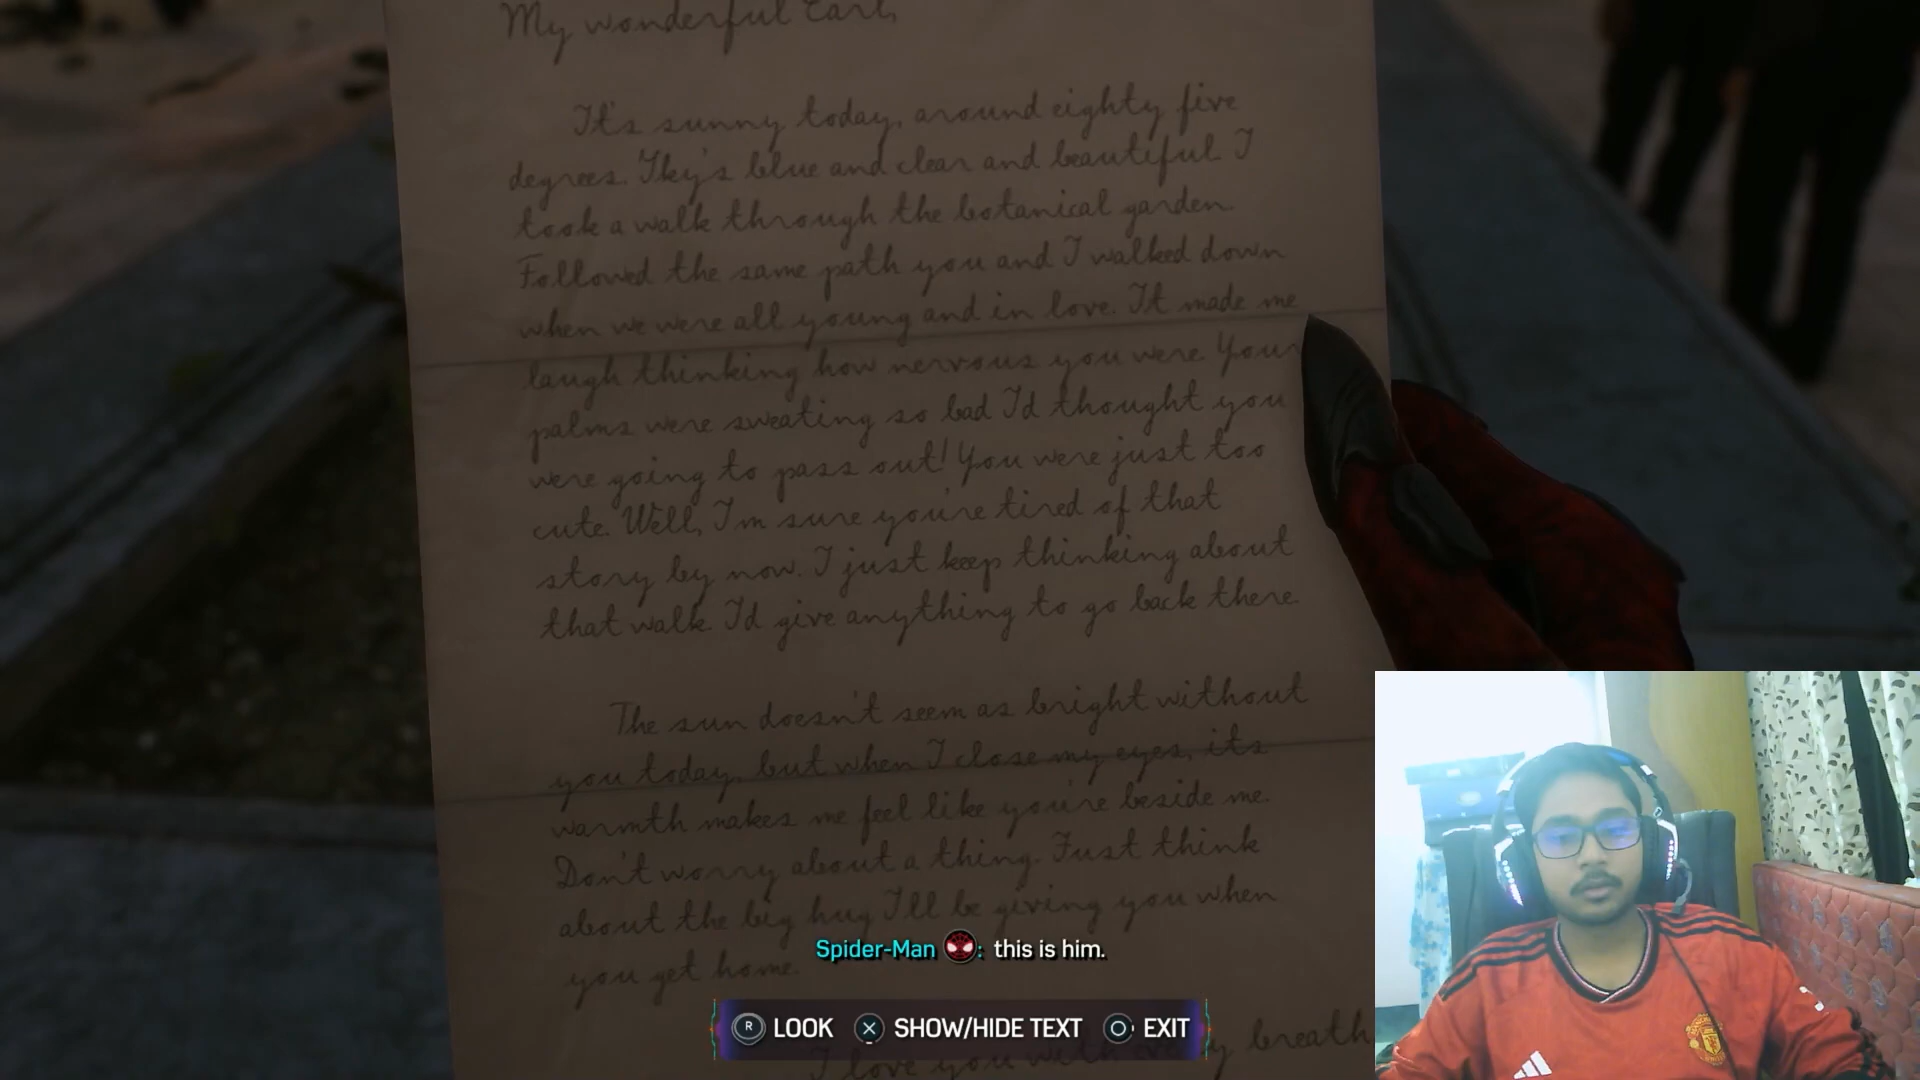 My wonderful Earl,
It's sunny today, around eighty five
degrees. Sky's blue and clear and beautiful. I
took a walk through the botanical garden.
Followed the same path you and I walked down
when we were all young and in love. It made me
laugh thinking how nervous you were. Your
palms were sweating so bad I'd thought you
were going to pass out! You were just too
cute. Well, I'm sure you're tired of that
story by now. I just keep thinking about
that walk. I'd give anything to go back there.
The sun doesn't seem as bright without
you today, but when I close my eyes, its
warmth makes me feel like you're beside me.
Don't worry about a thing. Just think
about the big hug I'll be giving you when
you get home.
Spider-Man : this is him.
R LOOK SHOW/HIDE TEXT EXIT
I love you with every breath